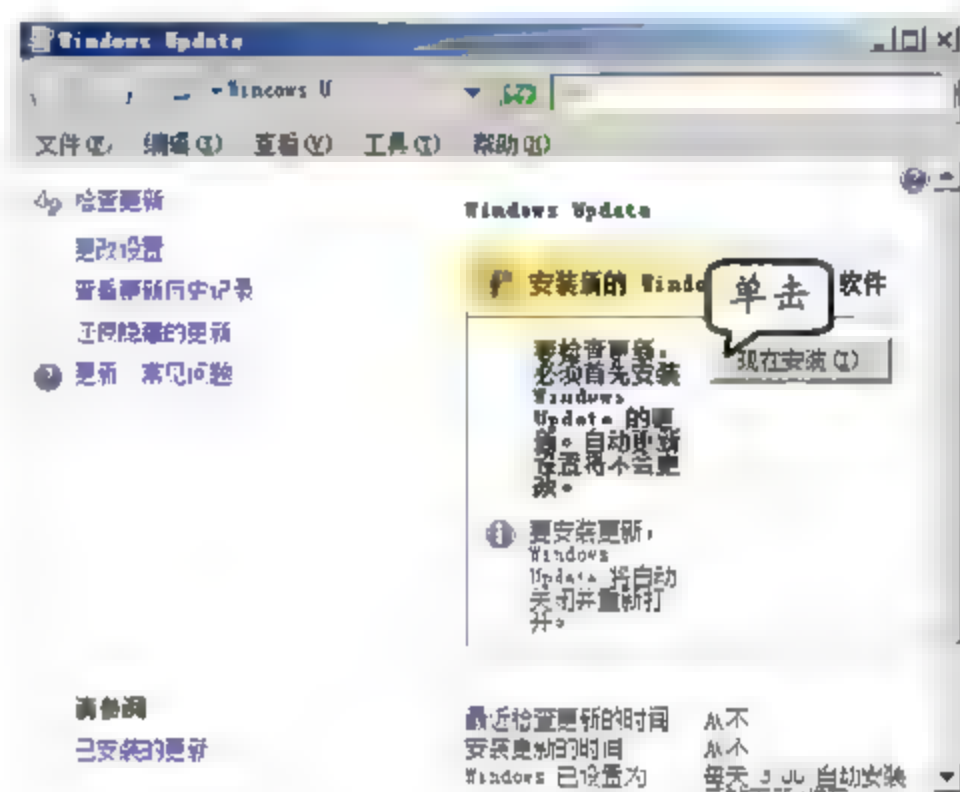 Windows Update
文件 编辑 查看(V) 工具(T) 帮助(H)
检查更新
更改设置
查看更新历史记录
还原隐藏的更新
更新 常见问题
Windows Update
安装新的 软件
单击
现在安装(I)
要检查更新，
必须首先安装
Windows
Update 的更
新。自动更新
设置将不会更
改。
要安装更新，
Windows
Update 将自动
关闭并重新打
开。
请参阅
已安装的更新
最近检查更新的时间 从不
安装更新的时间 从不
Windows 已设置为 每天 自动安装